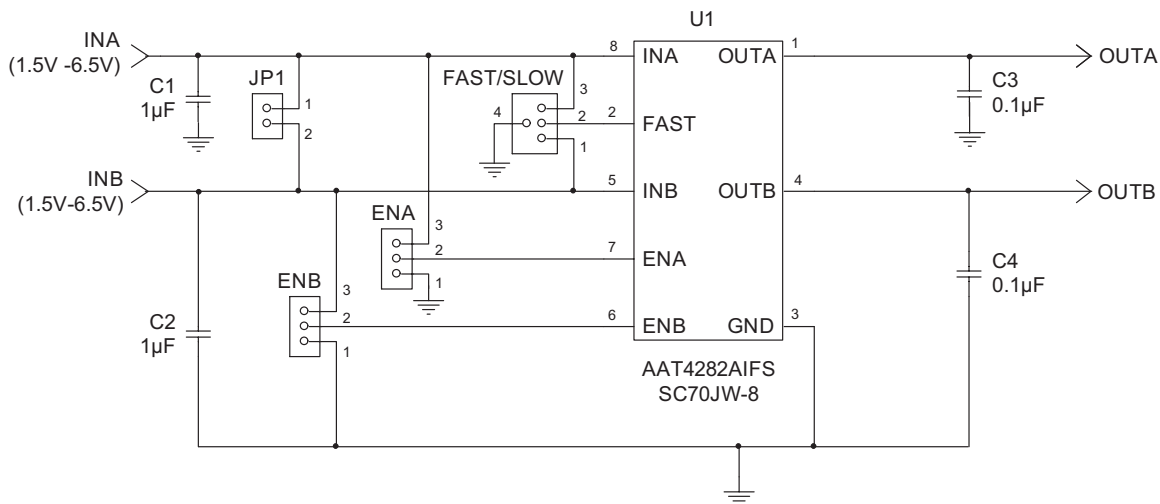 U1
INA
(1.5V -6.5V)
8
INA
OUTA
1
OUTA
C1
1µF
JP1
1
2
FAST/SLOW
3
4
2
1
2
FAST
C3
0.1µF
INB
(1.5V-6.5V)
5
INB
OUTB
4
OUTB
ENA
3
2
1
7
ENA
C4
0.1µF
ENB
3
2
1
6
ENB
GND
3
C2
1µF
AAT4282AIFS
SC70JW-8